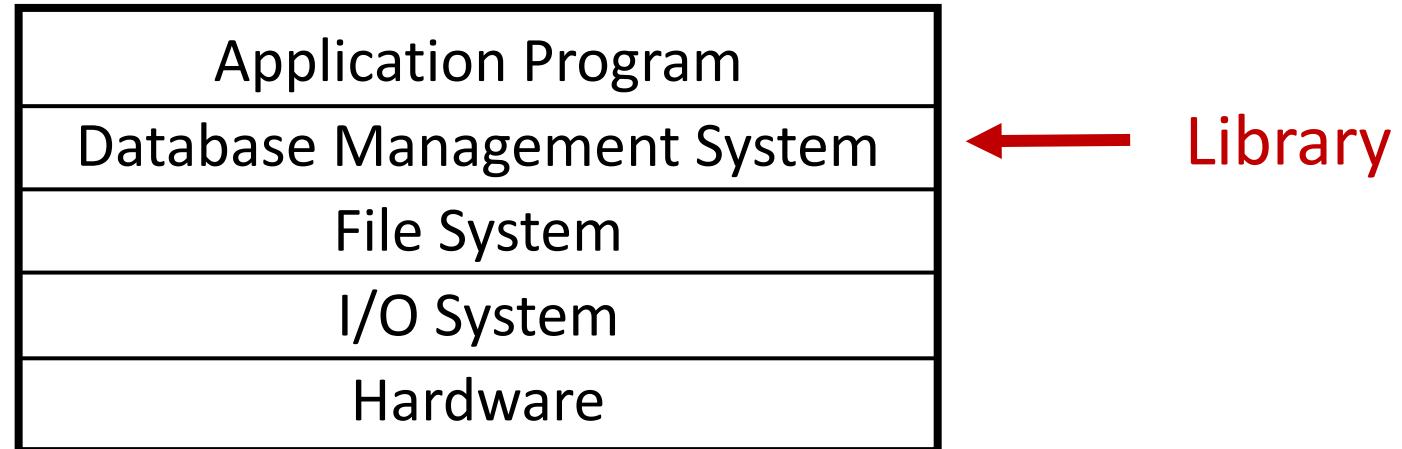 Application Program
Database Management System
Library
File System
I/O System
Hardware